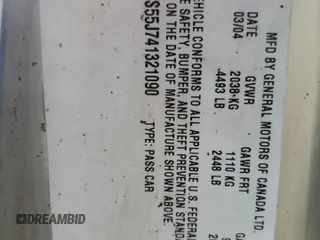 MFD BY GENERAL MOTORS OF CANADA LTD.
DATE GVWR GAWR FRT
03/04 2038 KG 1110 KG
4493 LB 2448 LB
VEHICLE CONFORMS TO ALL APPLICABLE U.S. FEDERAL
SAFETY, BUMPER, AND THEFT PREVENTION
ON THE DATE OF MANUFACTURE SHOWN ABOVE.
S55J741321090 TYPE: PASS CAR
DREAMBID